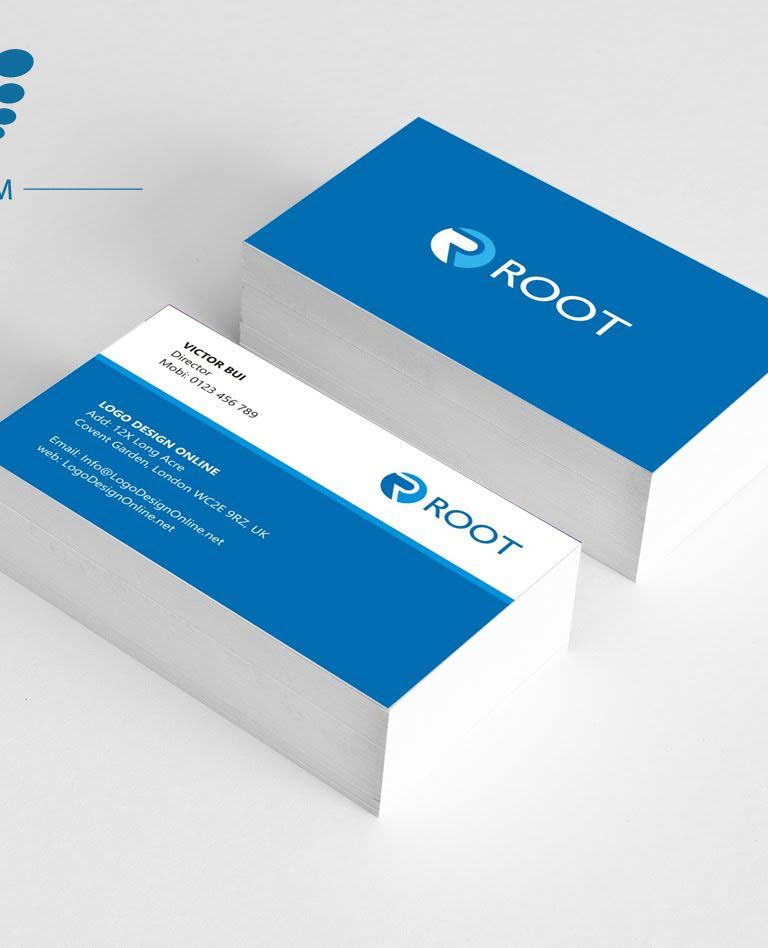 M
ROOT
VICTOR BUI
Director
Mobi: 0123 456 789
LOGO DESIGN ONLINE
Add: 12X Long Acre
Covent Garden, London WC2E 9RZ, UK
Email: Info@LogoDesignOnline.net
web: LogoDesignOnline.net
ROOT